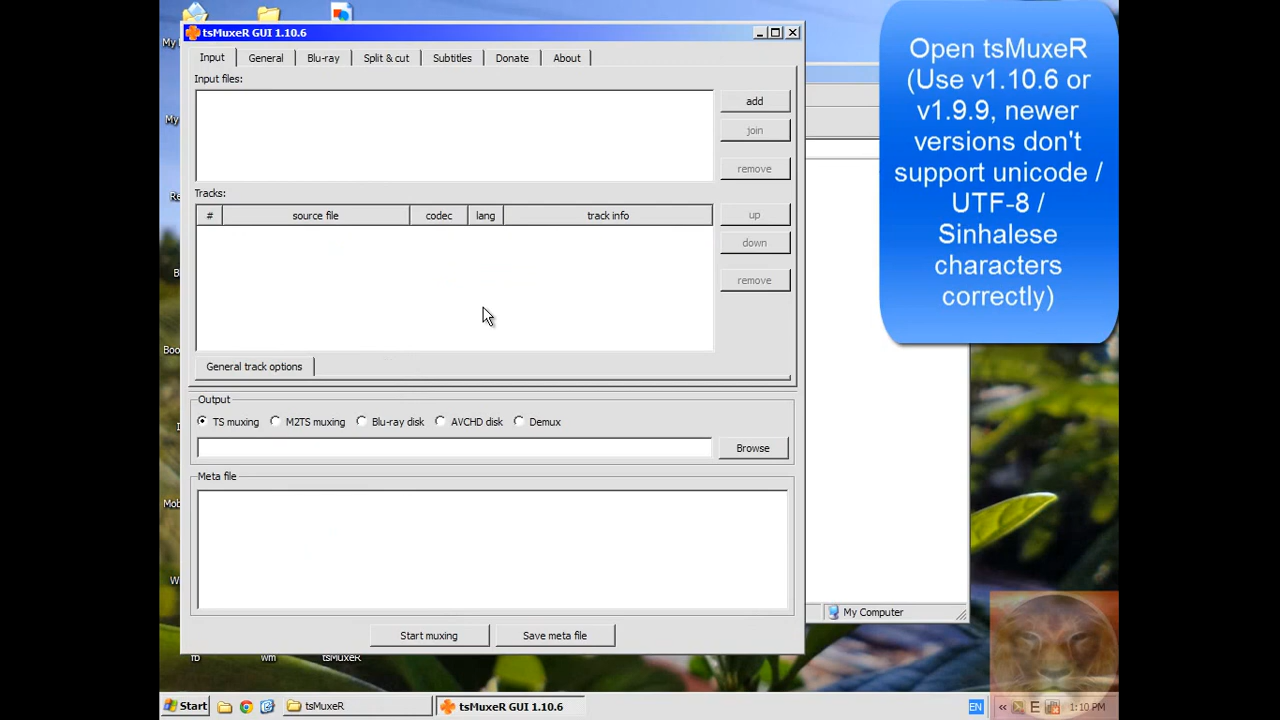 tsMuxeR GUI 1.10.6
Input General Blu-ray Split & cut Subtitles Donate About
Input files:
add
join
remove
Tracks:
# source file codec lang track info
up
down
remove
General track options
Output
TS muxing M2TS muxing Blu-ray disk AVCHD disk Demux
Browse
Meta file
Start muxing Save meta file
Open tsMuxeR
(Use v1.10.6 or
v1.9.9, newer
versions don't
support unicode /
UTF-8 /
Sinhalese
characters
correctly)
My Computer
fb wm tsMuxeR
Start tsMuxeR tsMuxeR GUI 1.10.6 EN « E 1:10 PM